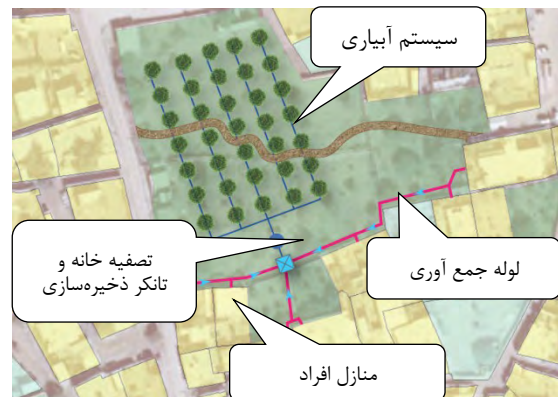 سیستم آبیاری
تصفیه خانه و
تانکر ذخیره‌سازی
لوله جمع آوری
منازل افراد